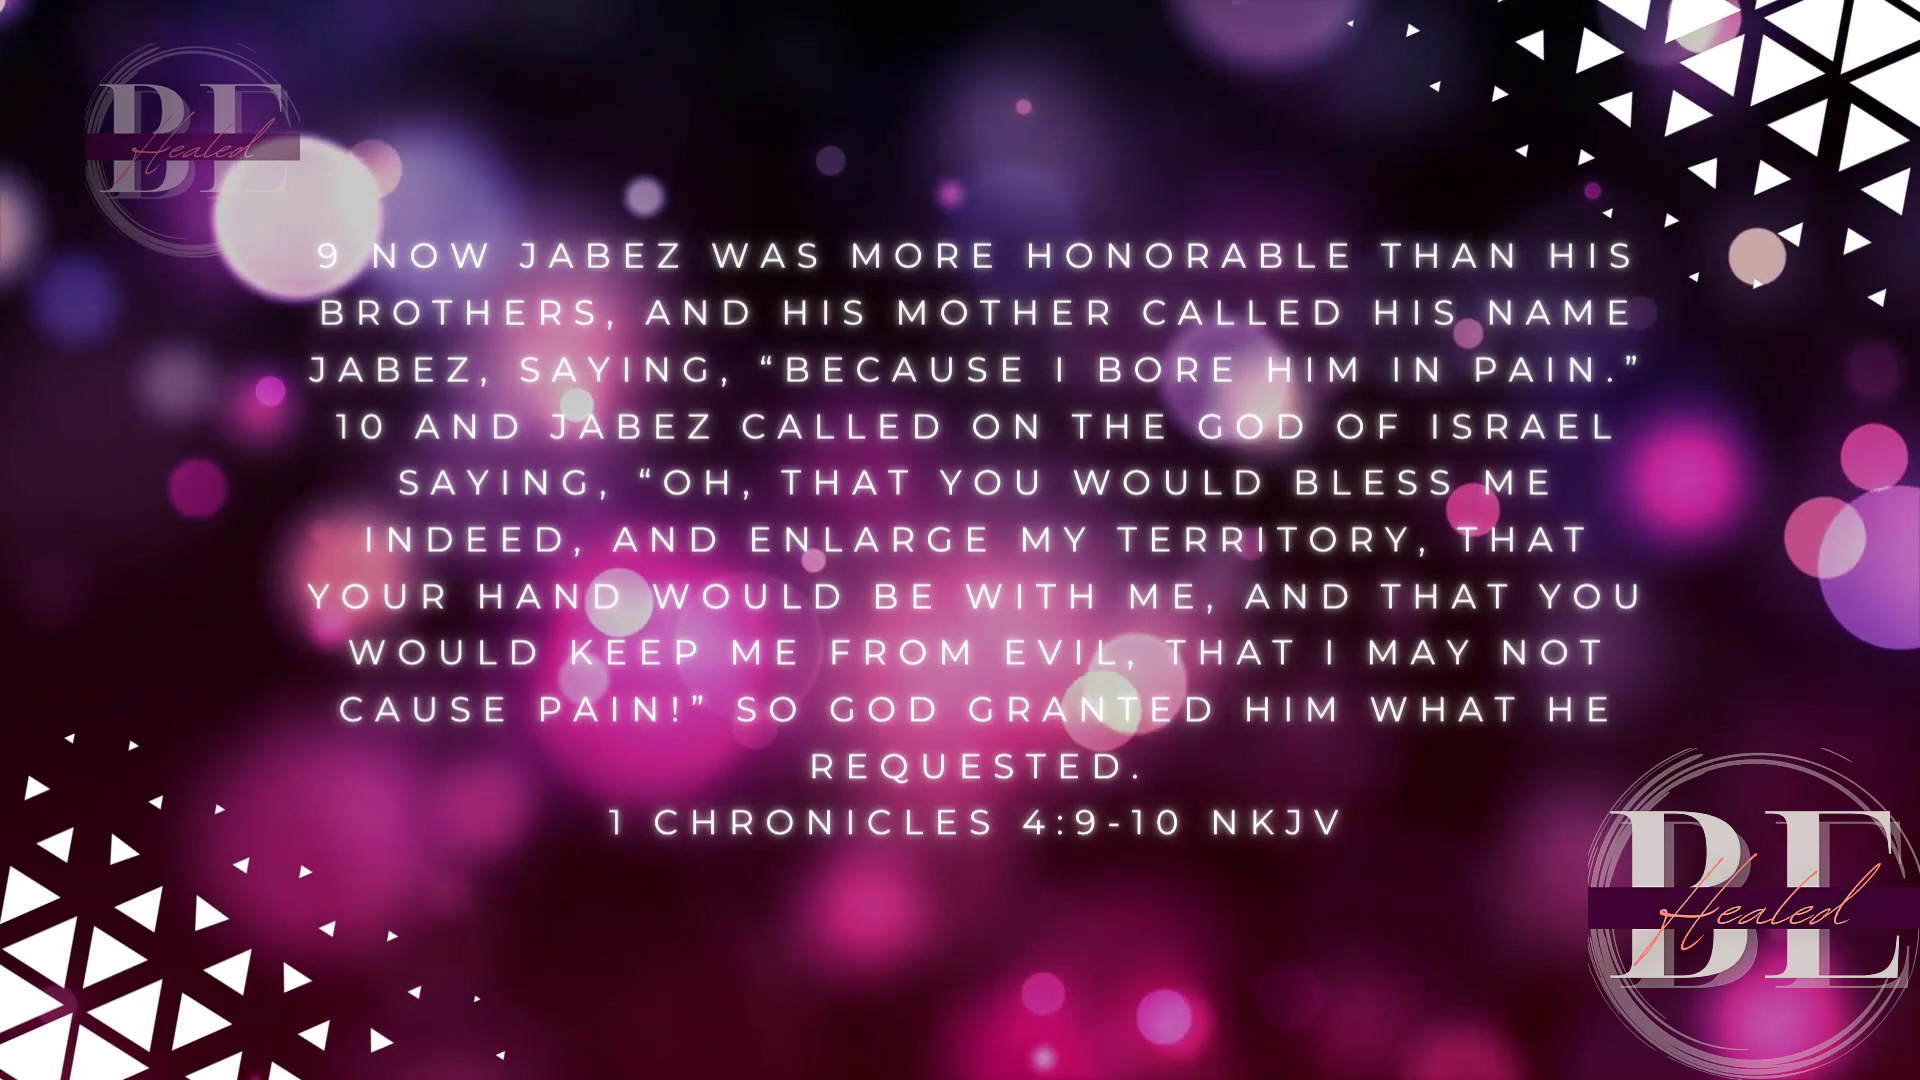 BE
Healed
9 NOW JABEZ WAS MORE HONORABLE THAN HIS
BROTHERS, AND HIS MOTHER CALLED HIS NAME
JABEZ, SAYING, “BECAUSE I BORE HIM IN PAIN.”
10 AND JABEZ CALLED ON THE GOD OF ISRAEL
SAYING, “OH, THAT YOU WOULD BLESS ME
INDEED, AND ENLARGE MY TERRITORY, THAT
YOUR HAND WOULD BE WITH ME, AND THAT YOU
WOULD KEEP ME FROM EVIL, THAT I MAY NOT
CAUSE PAIN!” SO GOD GRANTED HIM WHAT HE
REQUESTED.
1 CHRONICLES 4:9-10 NKJV
BE
Healed